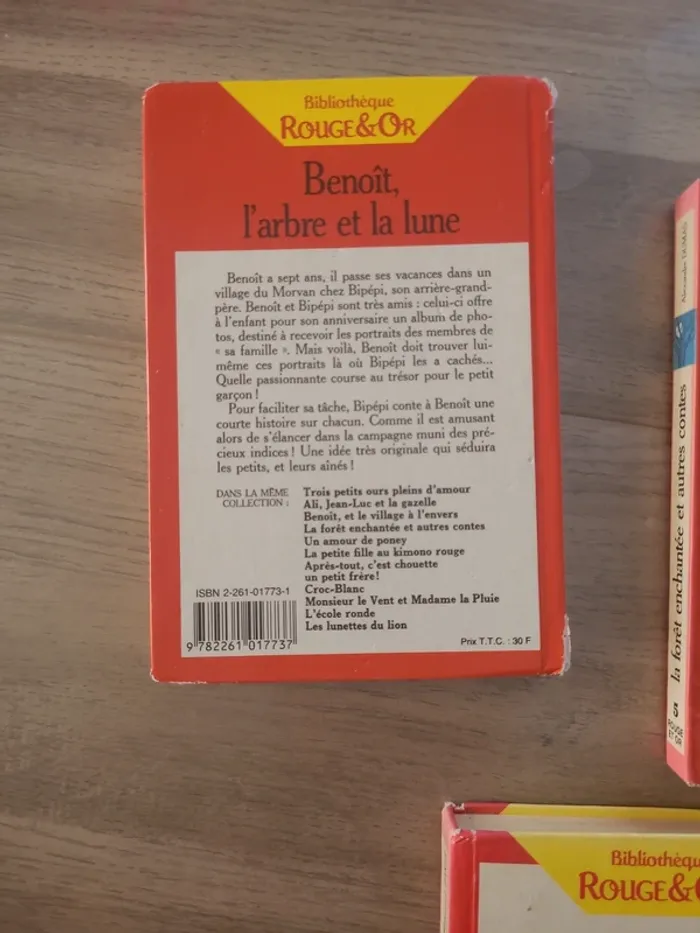 Bibliothèque
ROUGE&OR
Benoît,
l'arbre et la lune
Benoît a sept ans, il passe ses vacances dans un
village du Morvan chez Bipépi, son arrière-grand-
père. Benoît et Bipépi sont très amis : celui-ci offre
à l'enfant pour son anniversaire un album de pho-
tos, destiné à recevoir les portraits des membres de
« sa famille ». Mais voilà, Benoît doit trouver lui-
même ces portraits là où Bipépi les a cachés...
Quelle passionnante course au trésor pour le petit
garçon !
Pour faciliter sa tâche, Bipépi conte à Benoît une
courte histoire sur chacun. Comme il est amusant
alors de s'élancer dans la campagne muni des pré-
cieux indices ! Une idée très originale qui séduira
les petits, et leurs aînés !
DANS LA MÊME
COLLECTION :
Trois petits ours pleins d'amour
Ali, Jean-Luc et la gazelle
Benoît, et le village à l'envers
La forêt enchantée et autres contes
Un amour de poney
La petite fille au kimono rouge
Après-tout, c'est chouette
un petit frère!
Croc-Blanc
Monsieur le Vent et Madame la Pluie
L'école ronde
Les lunettes du lion
ISBN 2-261-01773-1
9 782261 017737
Prix T.T.C. : 30 F
Alexandre DUMAS
la forêt enchantée et autres contes
5
ROUGE
ET OR
Bibliothèque
ROUGE&O